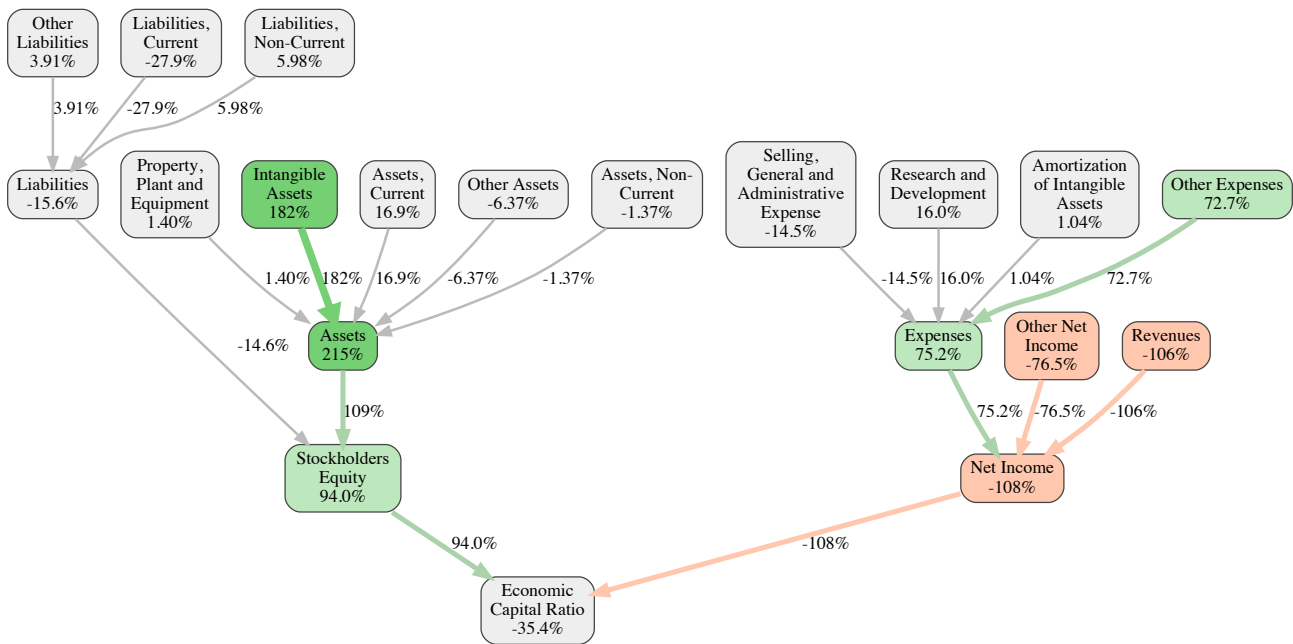 Other
Liabilities
3.91%
Liabilities,
Current
-27.9%
Liabilities,
Non-Current
5.98%
3.91%
-27.9%
5.98%
Liabilities
-15.6%
Property,
Plant and
Equipment
1.40%
Intangible
Assets
182%
Assets,
Current
16.9%
Other Assets
-6.37%
Assets, Non-
Current
-1.37%
Selling,
General and
Administrative
Expense
-14.5%
Research and
Development
16.0%
Amortization
of Intangible
Assets
1.04%
Other Expenses
72.7%
1.40%
182%
16.9%
-6.37%
-1.37%
-14.5%
16.0%
1.04%
72.7%
-14.6%
Assets
215%
Expenses
75.2%
Other Net
Income
-76.5%
Revenues
-106%
109%
75.2%
-76.5%
-106%
Stockholders
Equity
94.0%
Net Income
-108%
94.0%
-108%
Economic
Capital Ratio
-35.4%